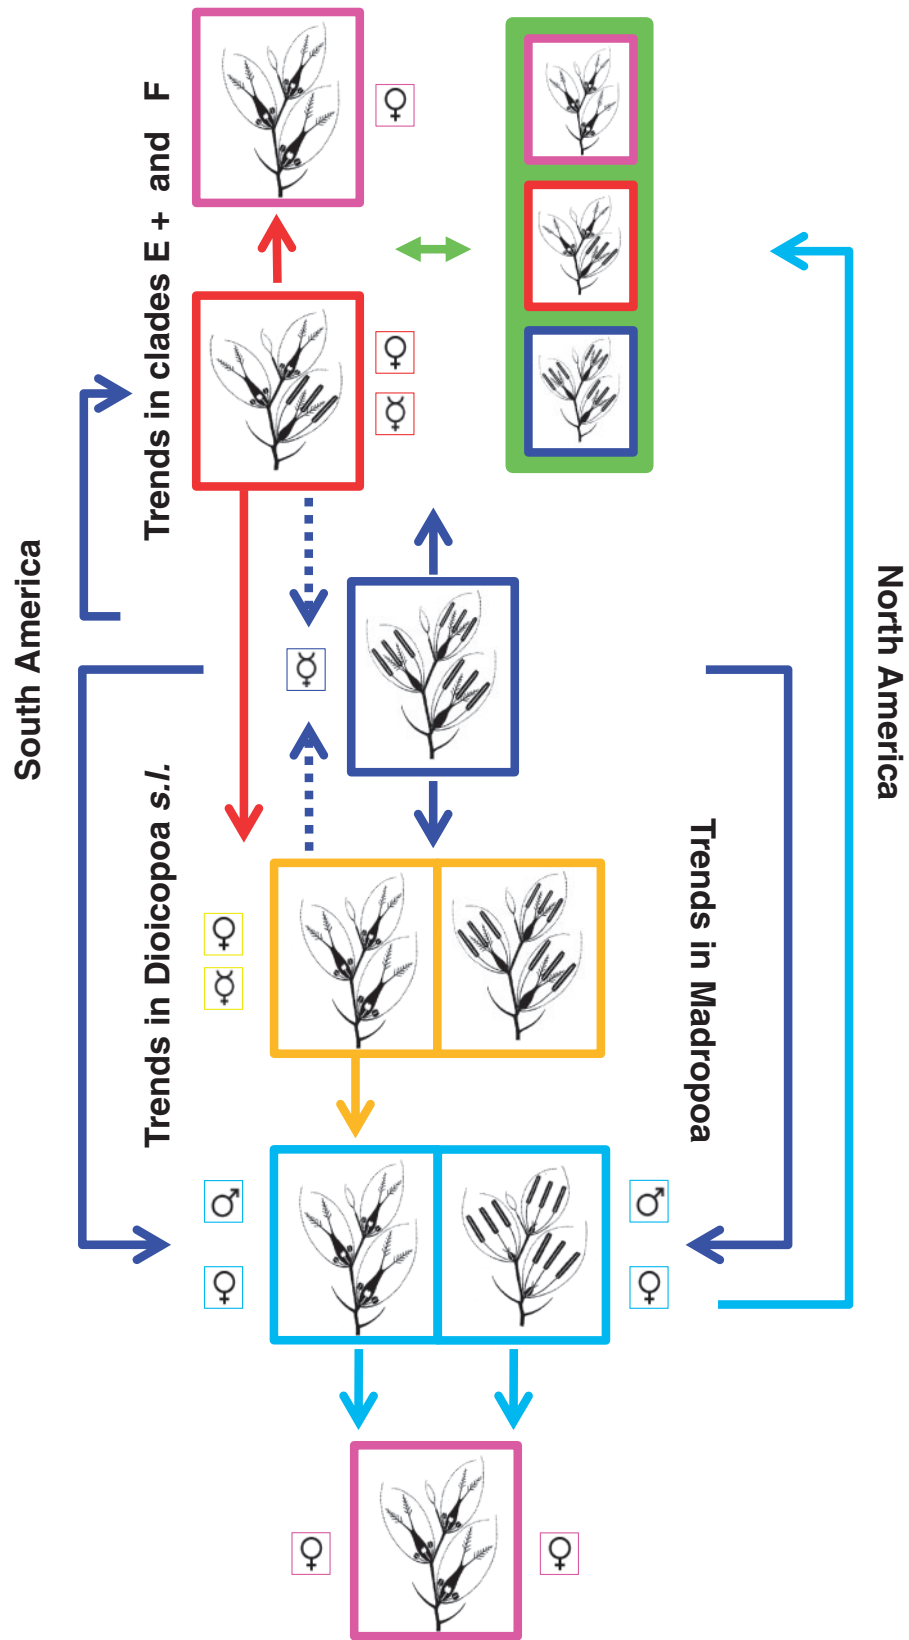 South America
Trends in clades E + and F
Trends in Dioicopoa s.l.
Trends in Madropoa
North America
♀
♀
☿
☿
♀
☿
♂
♀
♂
♀
♀
♀